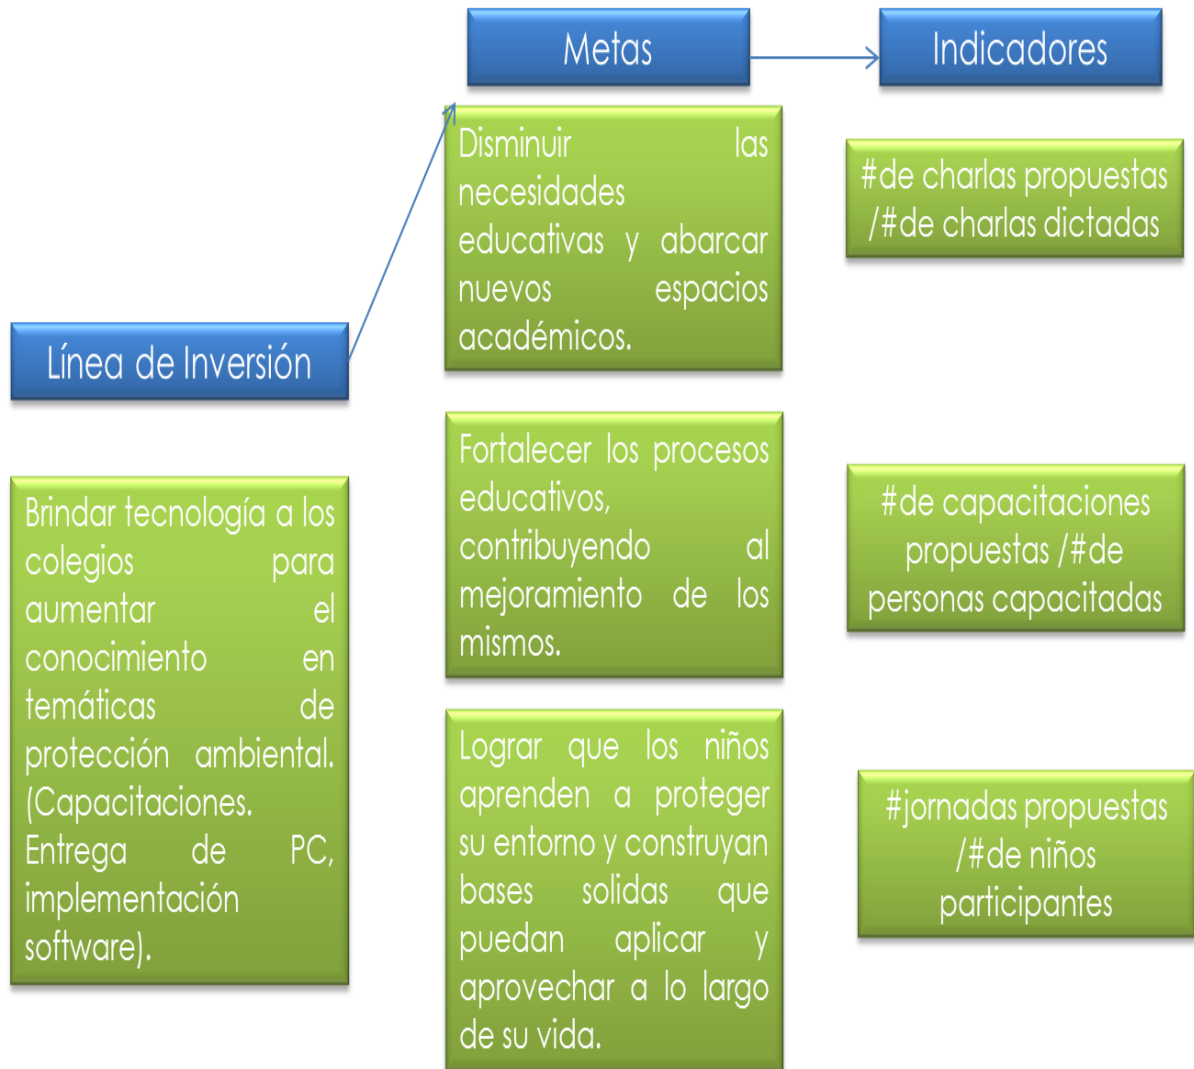 Metas
Indicadores
Disminuir las
necesidades
educativas y abarcar
nuevos espacios
académicos.
#de charlas propuestas
/#de charlas dictadas
Línea de Inversión
Brindar tecnología a los
colegios para
aumentar el
conocimiento en
temáticas de
protección ambiental.
(Capacitaciones.
Entrega de PC,
implementación
software).
Fortalecer los procesos
educativos,
contribuyendo al
mejoramiento de los
mismos.
#de capacitaciones
propuestas /#de
personas capacitadas
Lograr que los niños
aprenden a proteger
su entorno y construyan
bases solidas que
puedan aplicar y
aprovechar a lo largo
de su vida.
#jornadas propuestas
/#de niños
participantes